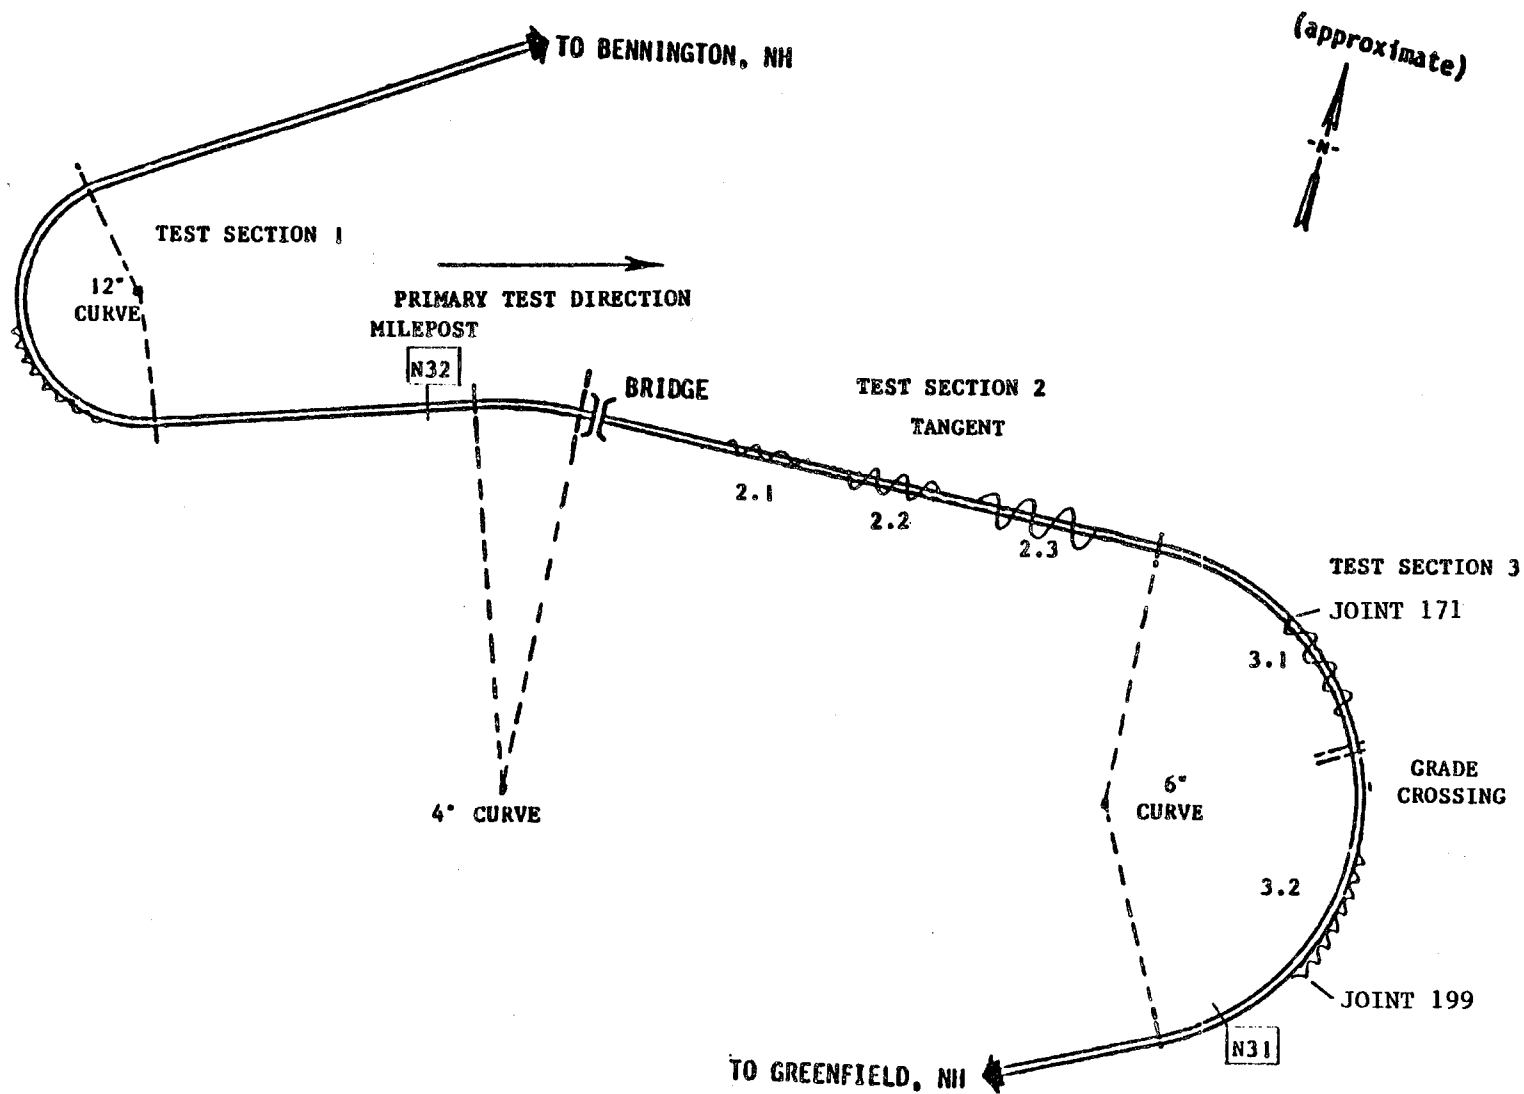 (approximate)
TO BENNINGTON, NH
-N-
TEST SECTION 1
12°
CURVE
PRIMARY TEST DIRECTION
MILEPOST
N32
BRIDGE
TEST SECTION 2
TANGENT
2.1
2.2
2.3
TEST SECTION 3
JOINT 171
3.1
GRADE
CROSSING
6°
CURVE
4° CURVE
3.2
JOINT 199
N31
TO GREENFIELD, NH